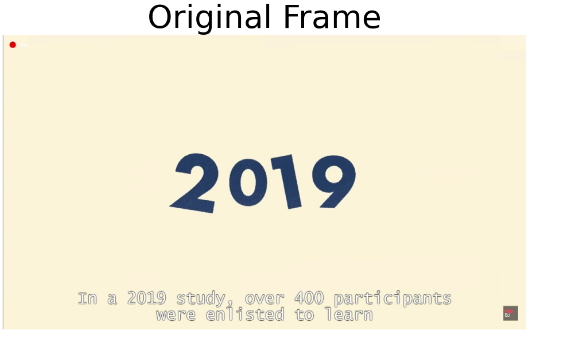 Original Frame
2019
In a 2019 study, over 400 participants
were enlisted to learn